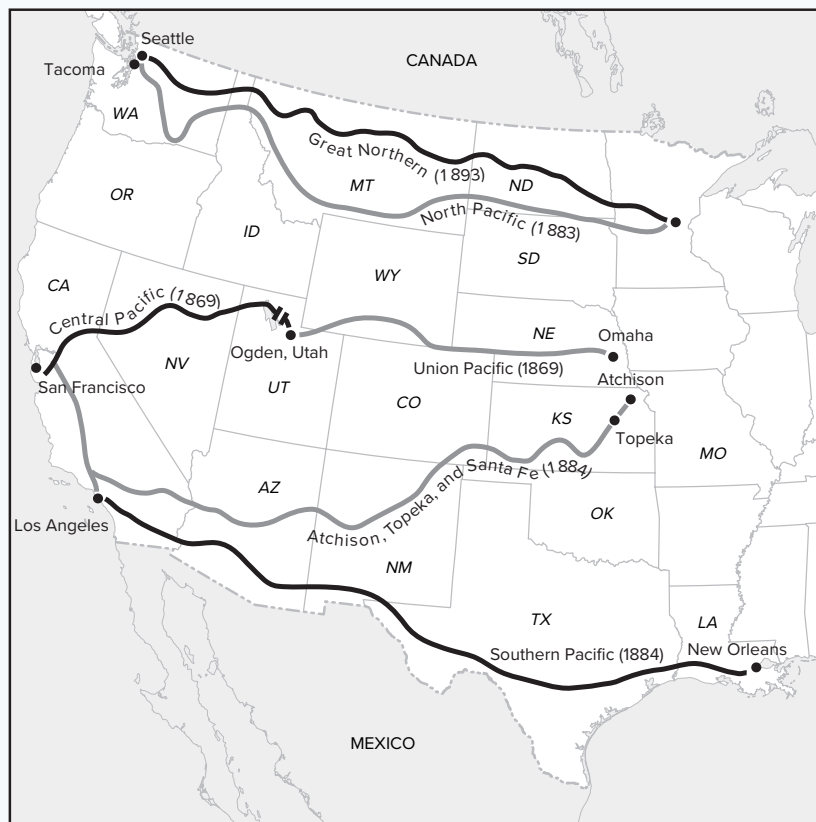 Seattle
CANADA
Tacoma
WA
Great Northern (1893)
MT
ND
OR
North Pacific (1883)
ID
SD
WY
CA
Central Pacific (1869)
NE
Omaha
Ogden, Utah
NV
Union Pacific (1869)
Atchison
San Francisco
UT
CO
KS
Topeka
MO
Atchison, Topeka, and Santa Fe (1884)
AZ
Los Angeles
OK
NM
TX
LA
Southern Pacific (1884)
New Orleans
MEXICO